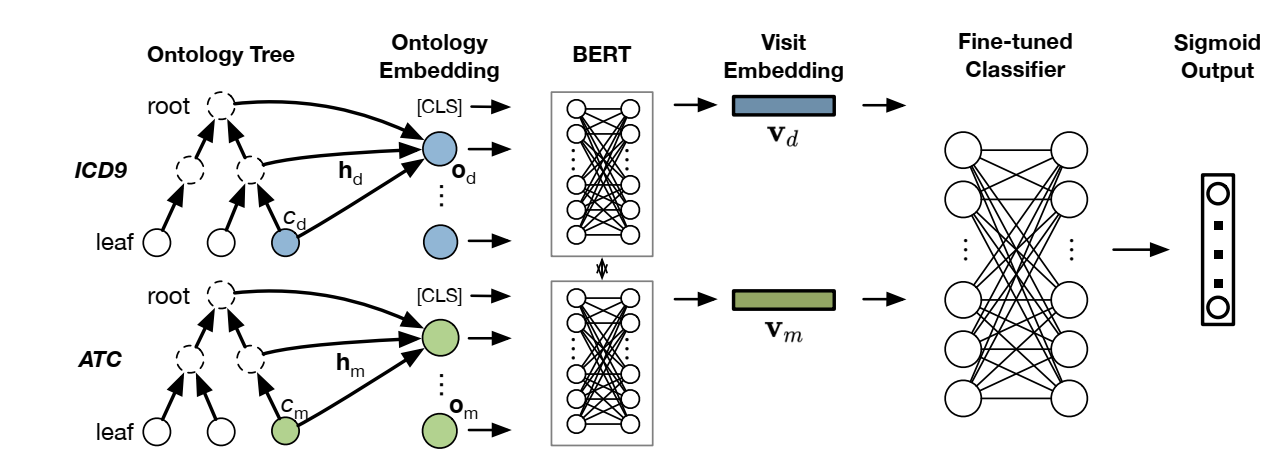 Ontology Tree
Ontology
Embedding
BERT
Visit
Embedding
Fine-tuned
Classifier
Sigmoid
Output
root
[CLS]
ICD9
h_d
o_d
c_d
leaf
v_d
root
[CLS]
ATC
h_m
c_m
o_m
leaf
v_m